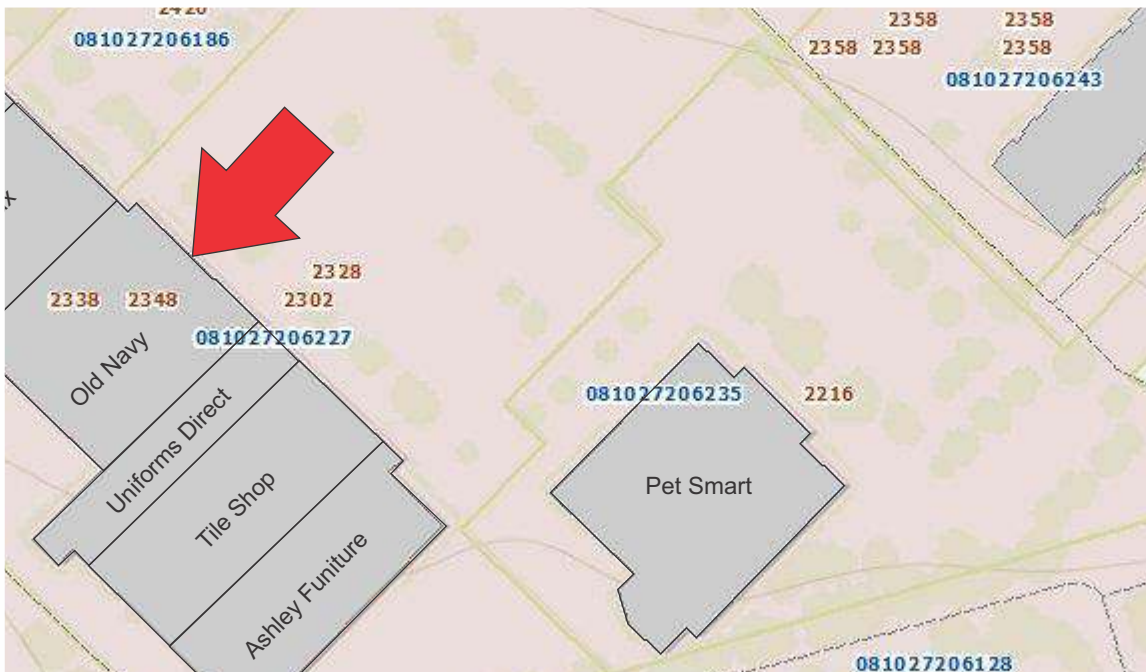 2358 2358
081027206186
2358 2358 2358
081027206243
2328
2338 2348 2302
081027206227
Old Navy
081027206235 2216
Uniforms Direct
Pet Smart
Tile Shop
Ashley Funiture
081027206128